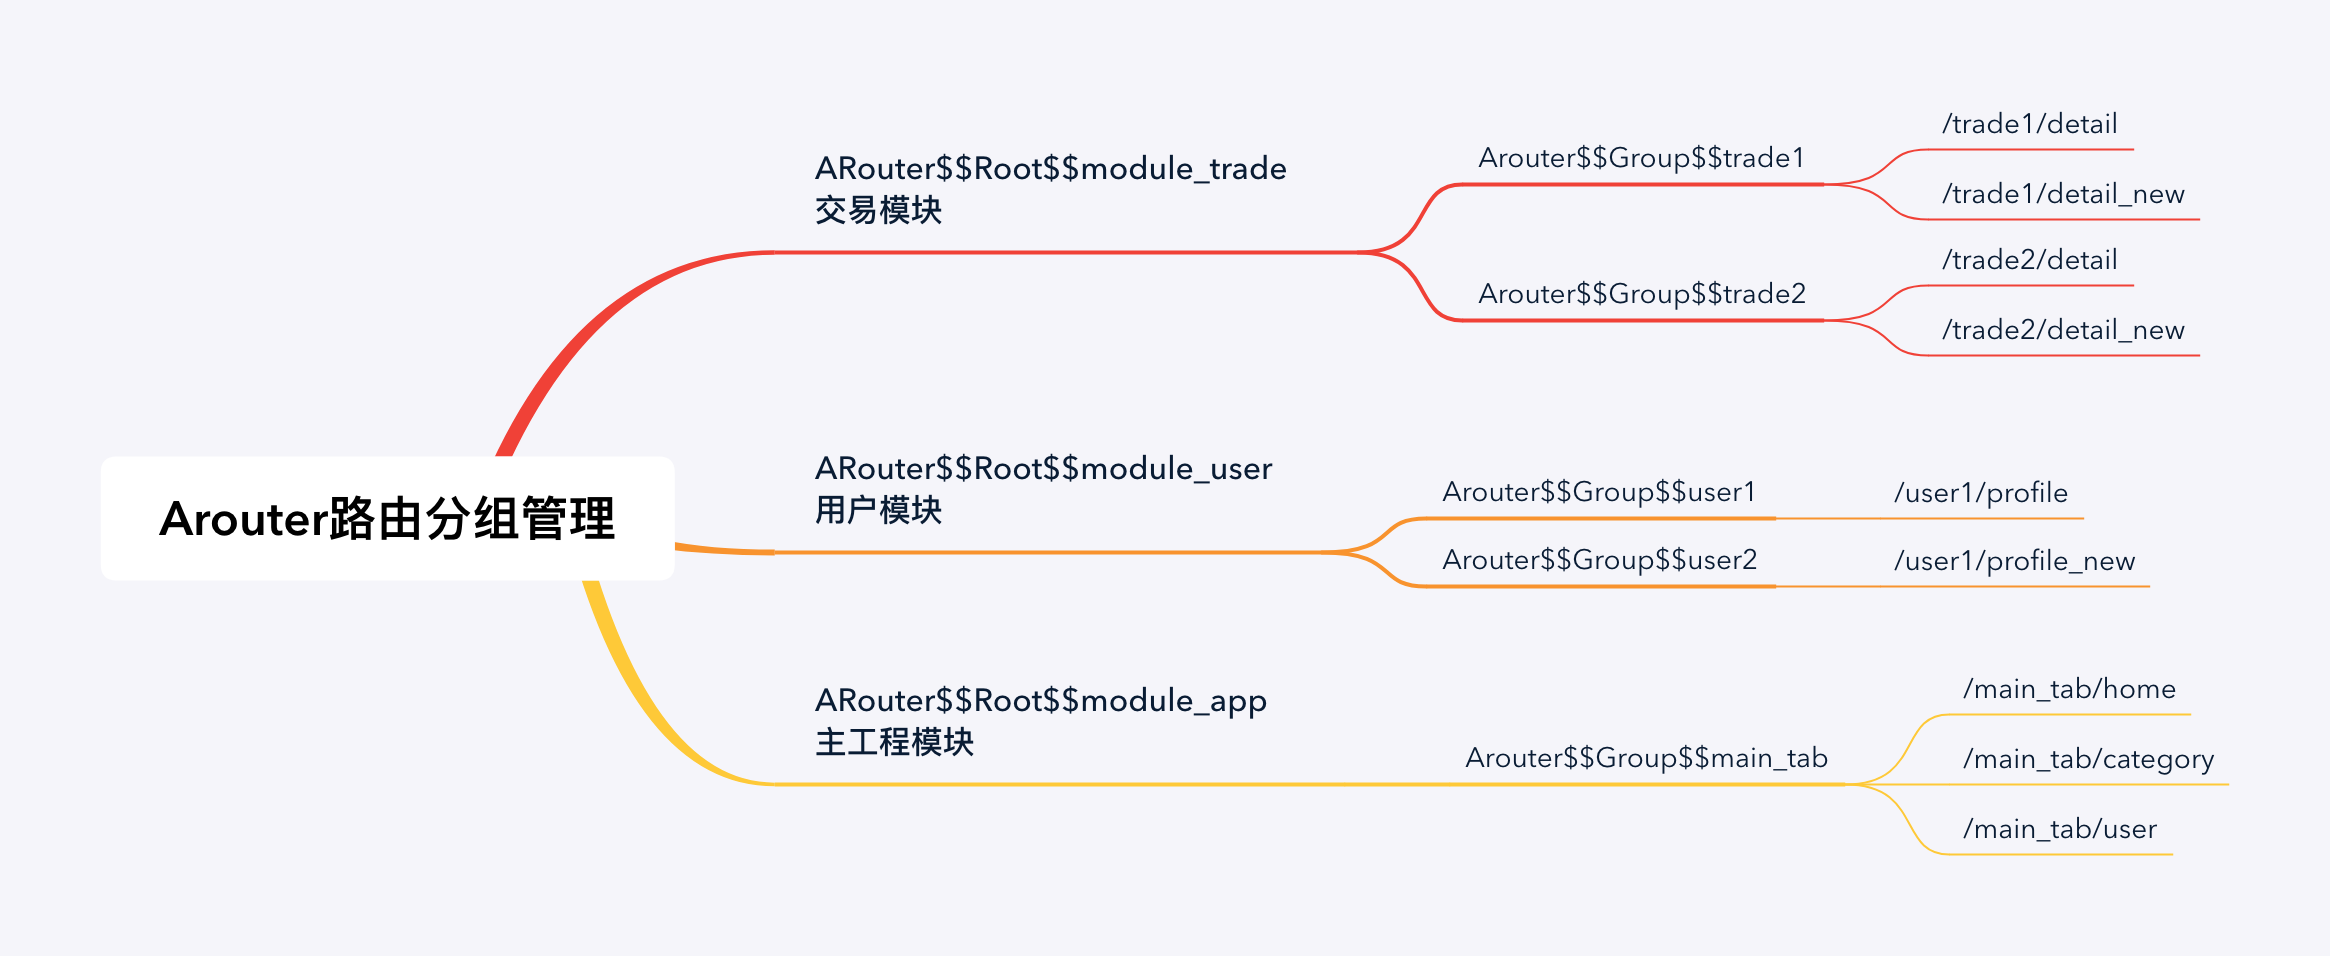 Arouter路由分组管理
ARouter$$Root$$module_trade
交易模块
Arouter$$Group$$trade1
/trade1/detail
/trade1/detail_new
Arouter$$Group$$trade2
/trade2/detail
/trade2/detail_new
ARouter$$Root$$module_user
用户模块
Arouter$$Group$$user1
/user1/profile
Arouter$$Group$$user2
/user1/profile_new
ARouter$$Root$$module_app
主工程模块
Arouter$$Group$$main_tab
/main_tab/home
/main_tab/category
/main_tab/user